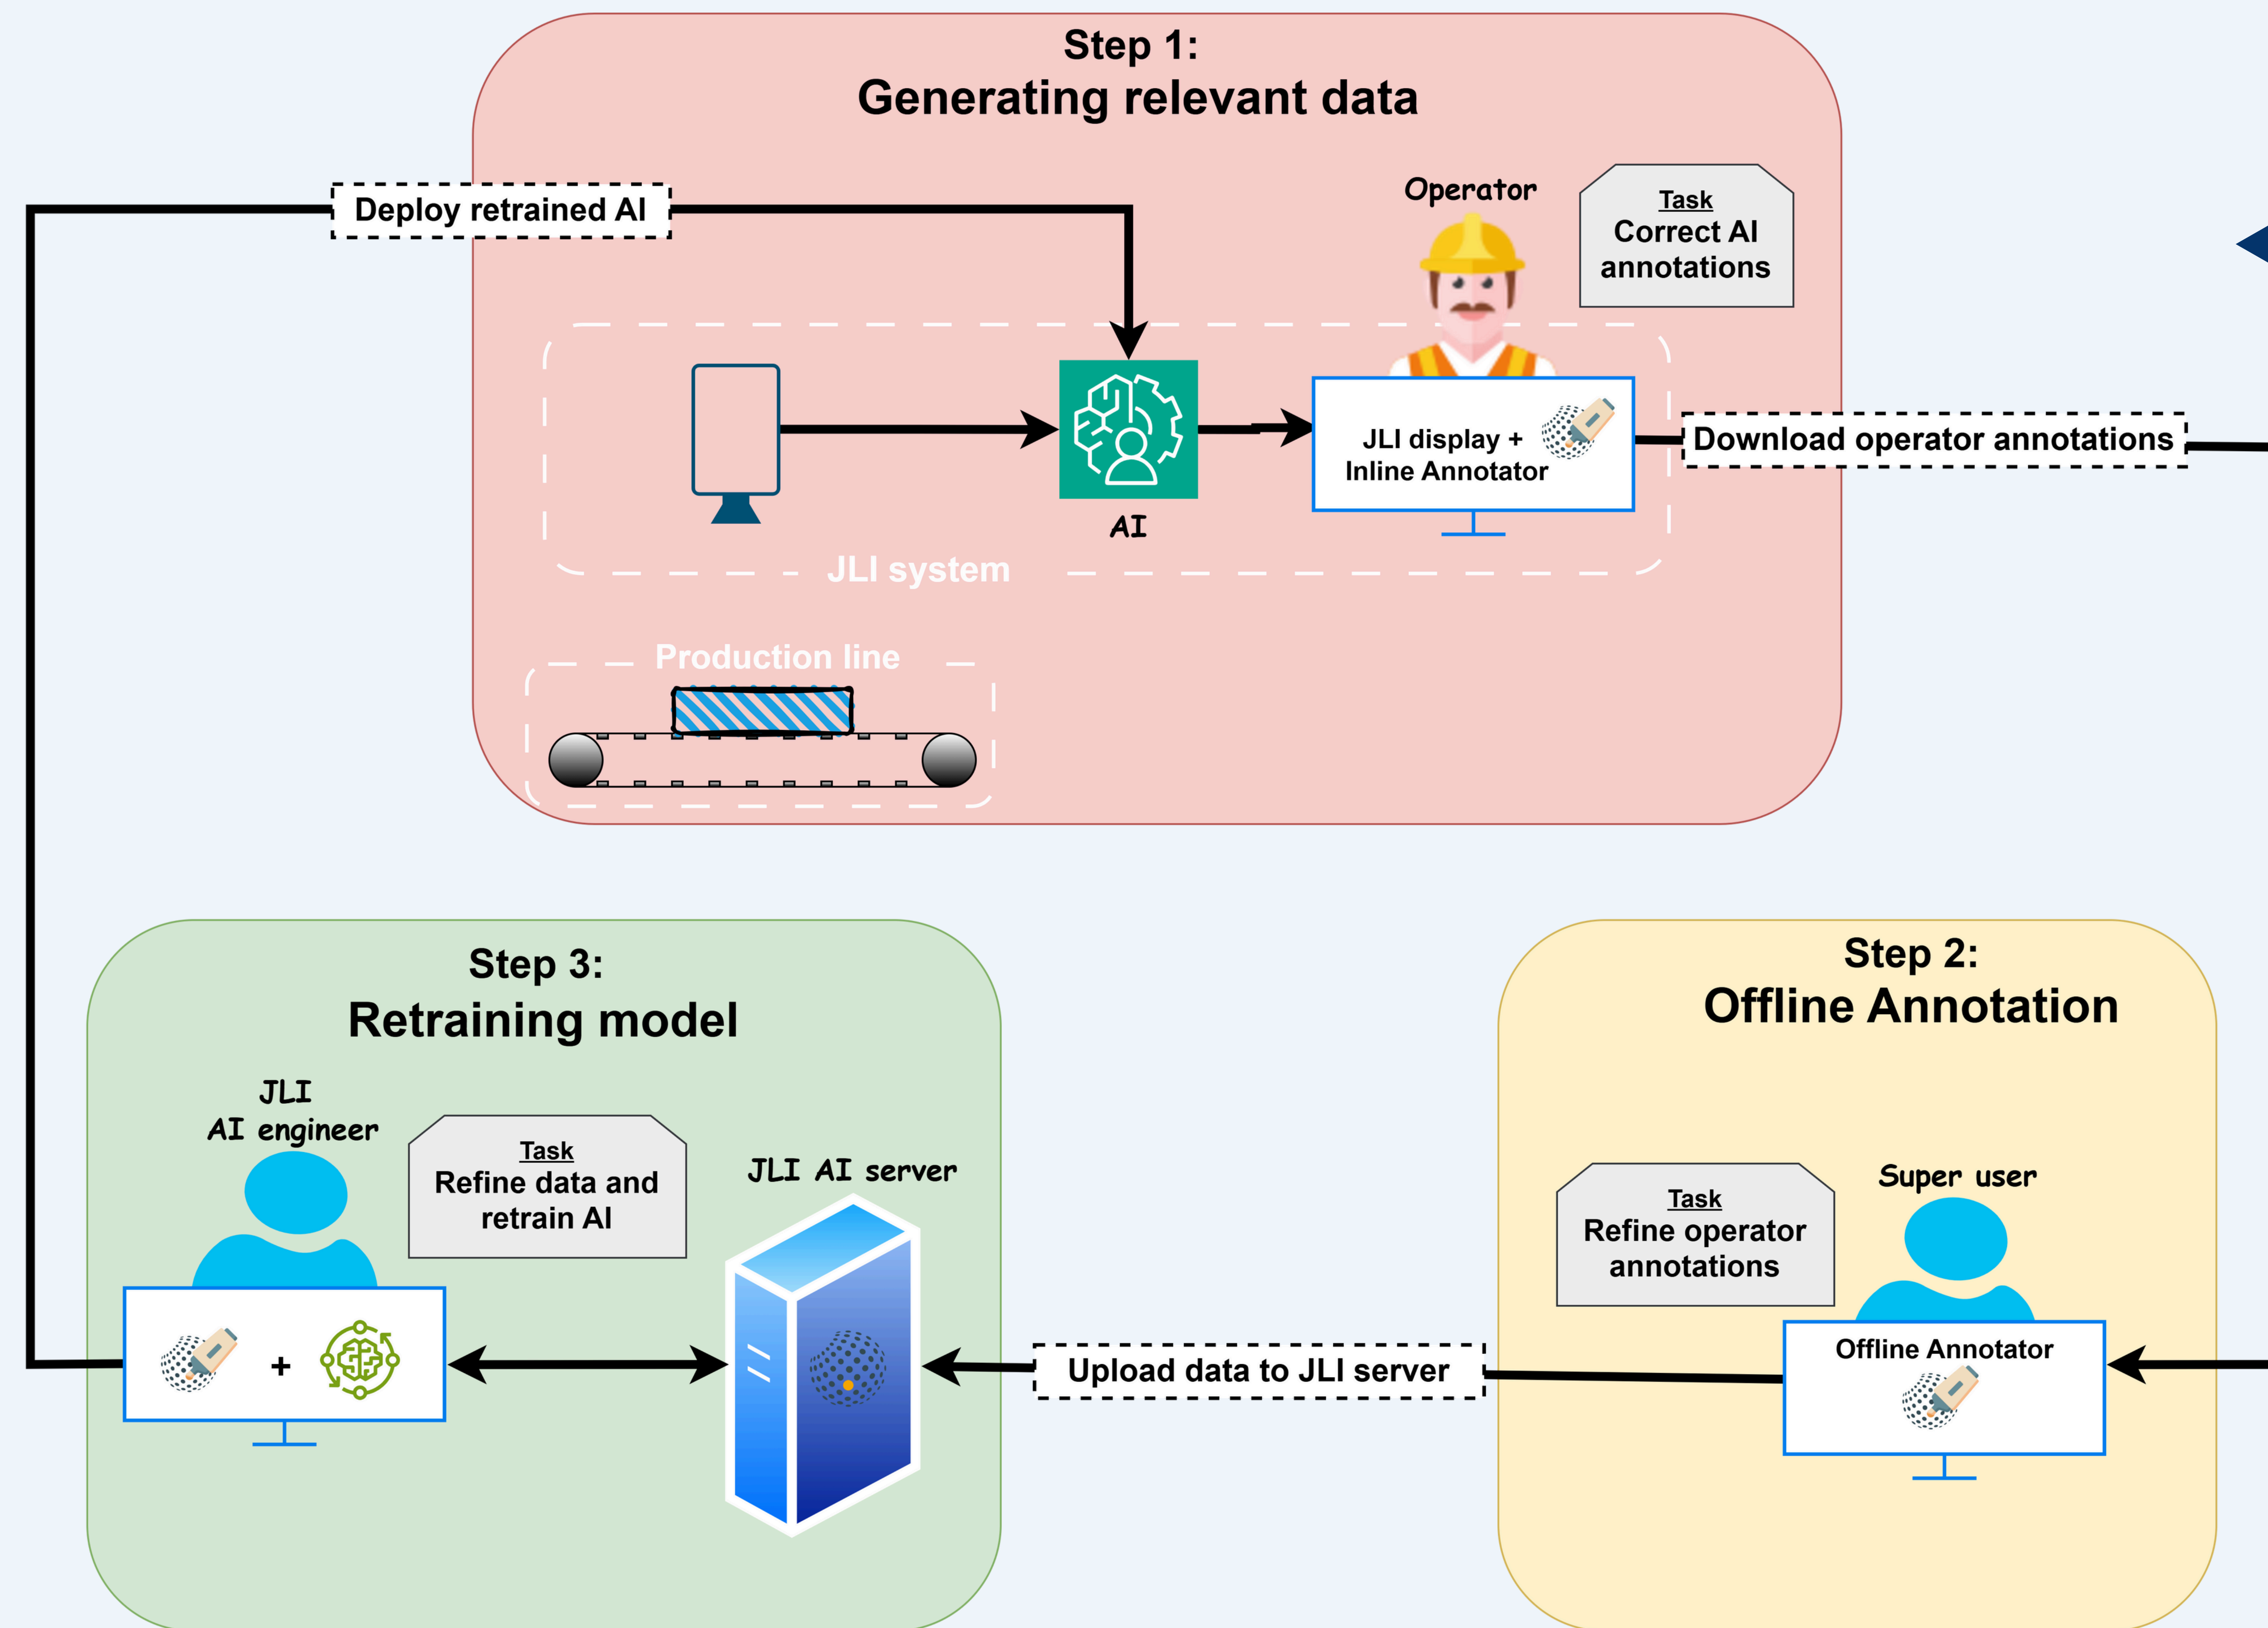 Step 1:
Generating relevant data
Deploy retrained AI
Operator
Task
Correct AI
annotations
JLI display +
Inline Annotator
Download operator annotations
AI
JLI system
Production line
Step 3:
Retraining model
JLI
AI engineer
Task
Refine data and
retrain AI
JLI AI server
+
Upload data to JLI server
Step 2:
Offline Annotation
Task
Refine operator
annotations
Super user
Offline Annotator